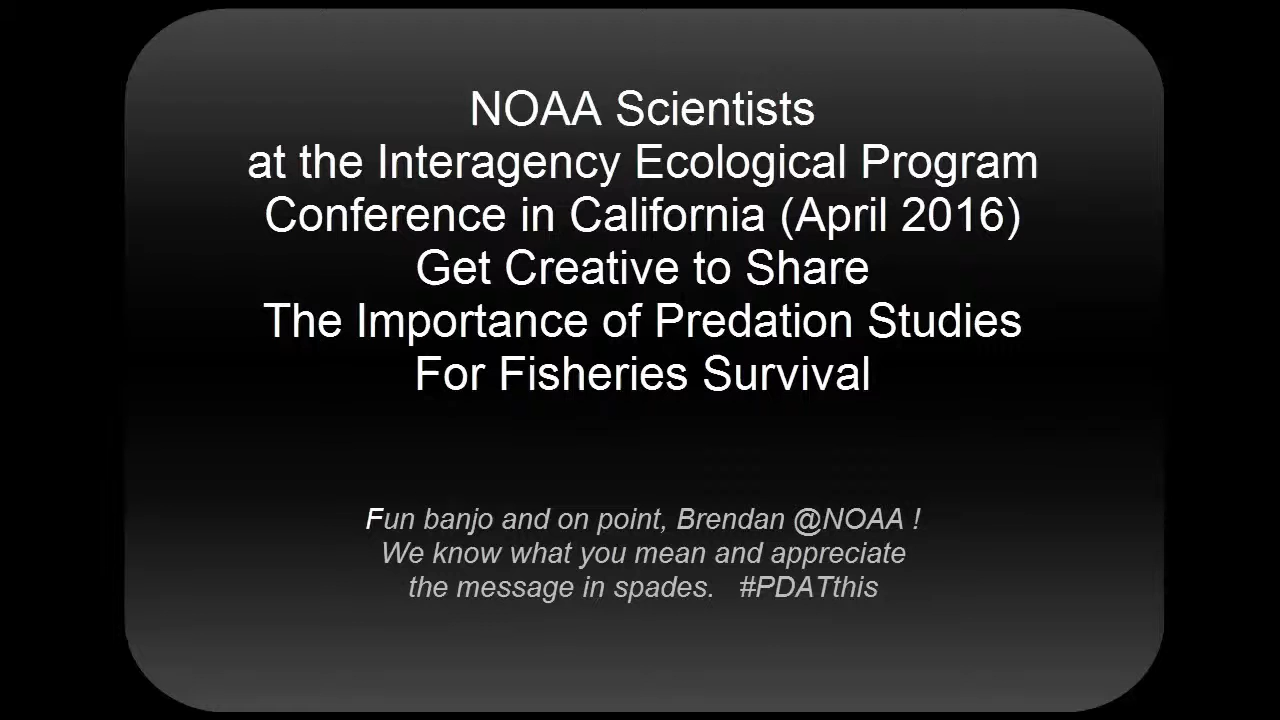 NOAA Scientists
at the Interagency Ecological Program
Conference in California (April 2016)
Get Creative to Share
The Importance of Predation Studies
For Fisheries Survival
Fun banjo and on point, Brendan @NOAA !
We know what you mean and appreciate
the message in spades.   #PDATthis